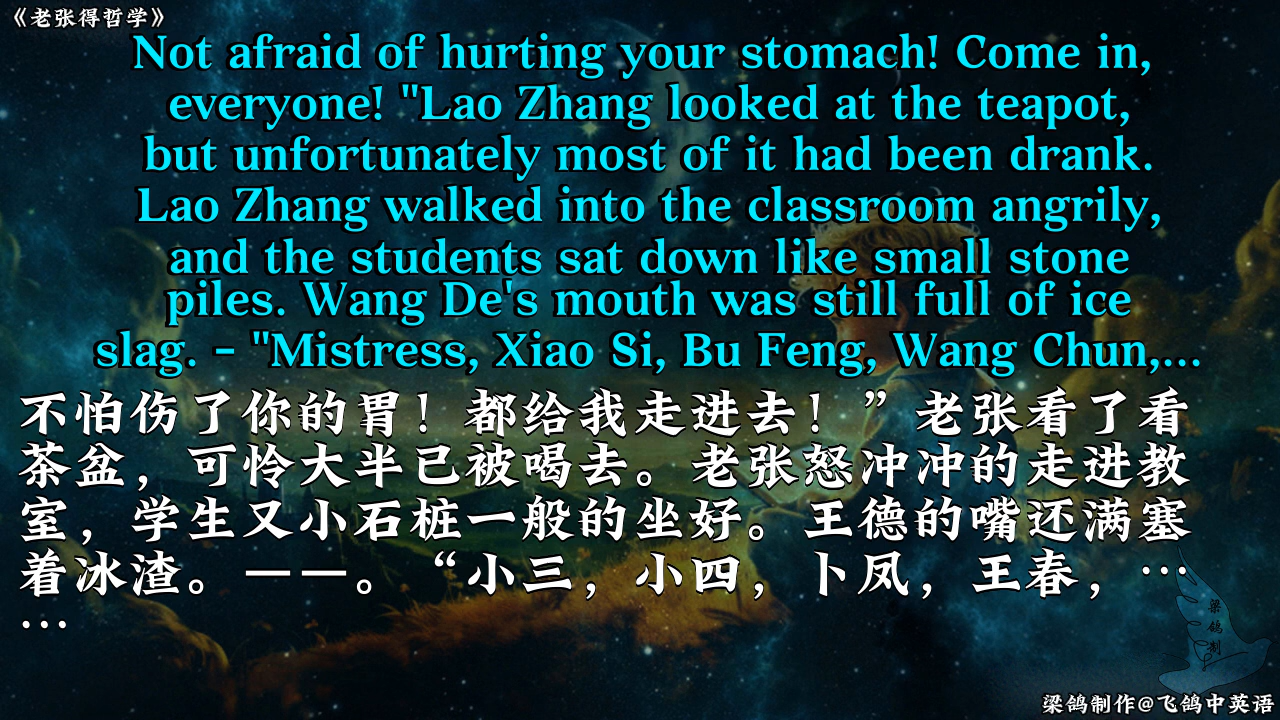 《老张得哲学》
Not afraid of hurting your stomach! Come in,
everyone! "Lao Zhang looked at the teapot,
but unfortunately most of it had been drank.
Lao Zhang walked into the classroom angrily,
and the students sat down like small stone
piles. Wang De's mouth was still full of ice
slag. - "Mistress, Xiao Si, Bu Feng, Wang Chun,...
不怕伤了你的胃！都给我走进去！”老张看了看
茶盆，可怜大半已被喝去。老张怒冲冲的走进教
室，学生又小石桩一般的坐好。王德的嘴还满塞
着冰渣。——。“小三，小四，卜凤，王春，…
…
梁鸽制
梁鸽制作@飞鸽中英语